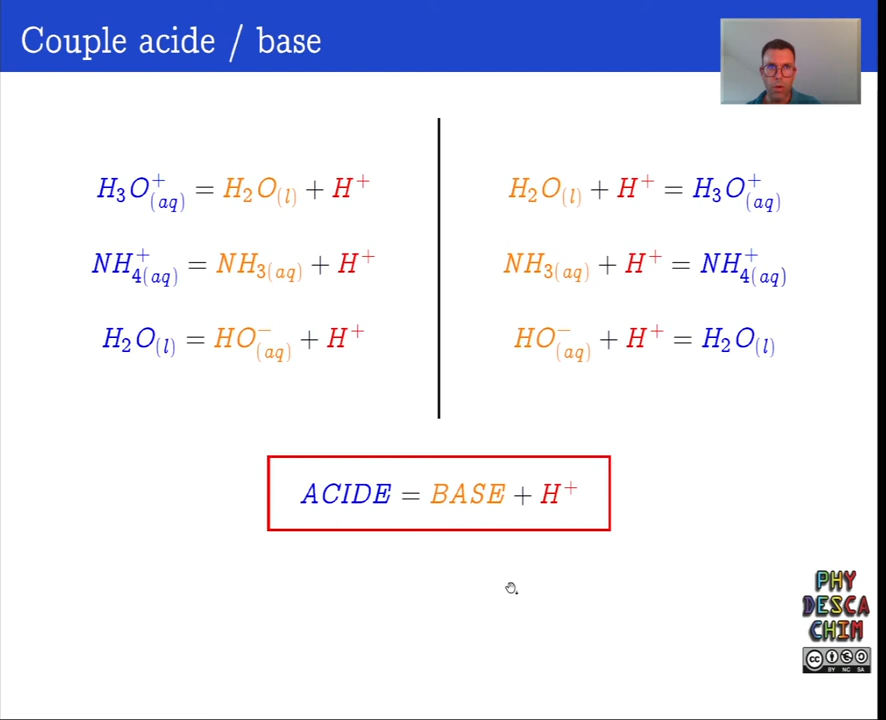 Couple acide / base
H₃O⁺(aq) = H₂O(l) + H⁺
NH₄⁺(aq) = NH₃(aq) + H⁺
H₂O(l) = HO⁻(aq) + H⁺
H₂O(l) + H⁺ = H₃O⁺(aq)
NH₃(aq) + H⁺ = NH₄⁺(aq)
HO⁻(aq) + H⁺ = H₂O(l)
ACIDE = BASE + H⁺
PHY
DESCA
CHIM
cc
BY NC SA